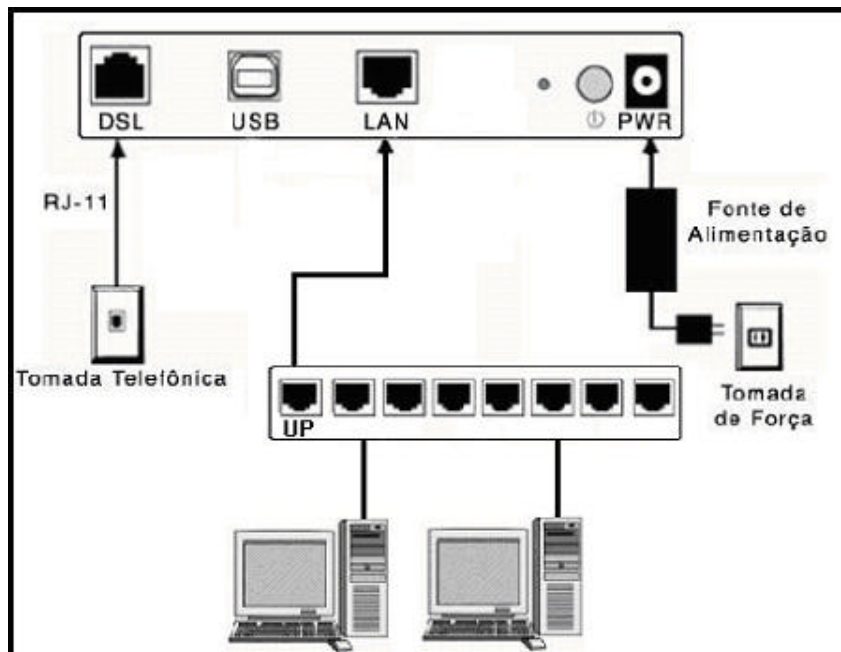 DSL USB LAN PWR
RJ-11
Fonte de
Alimentação
Tomada Telefônica
Tomada
de Força
UP